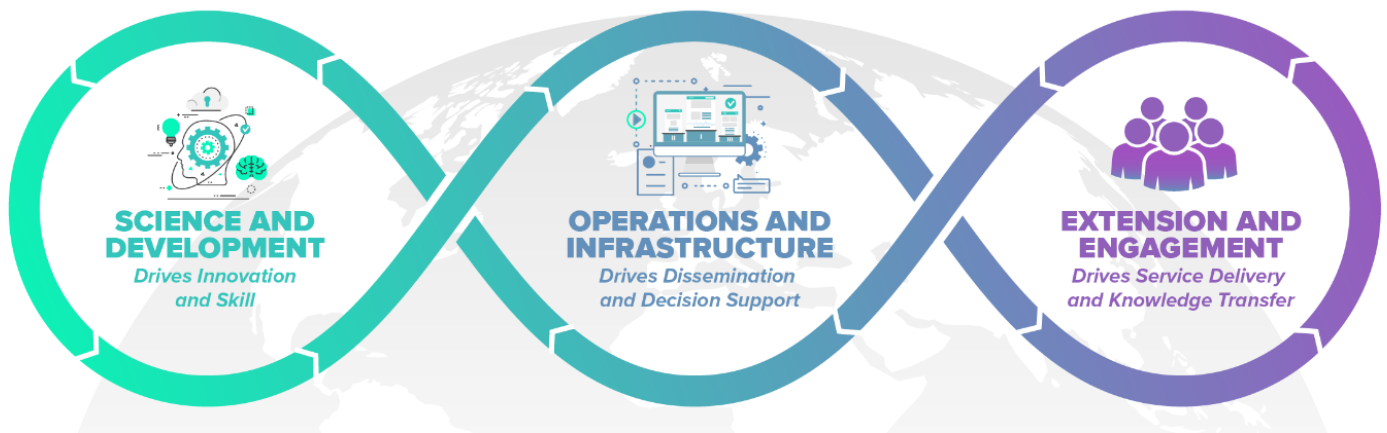 SCIENCE AND
DEVELOPMENT
Drives Innovation
and Skill
OPERATIONS AND
INFRASTRUCTURE
Drives Dissemination
and Decision Support
EXTENSION AND
ENGAGEMENT
Drives Service Delivery
and Knowledge Transfer